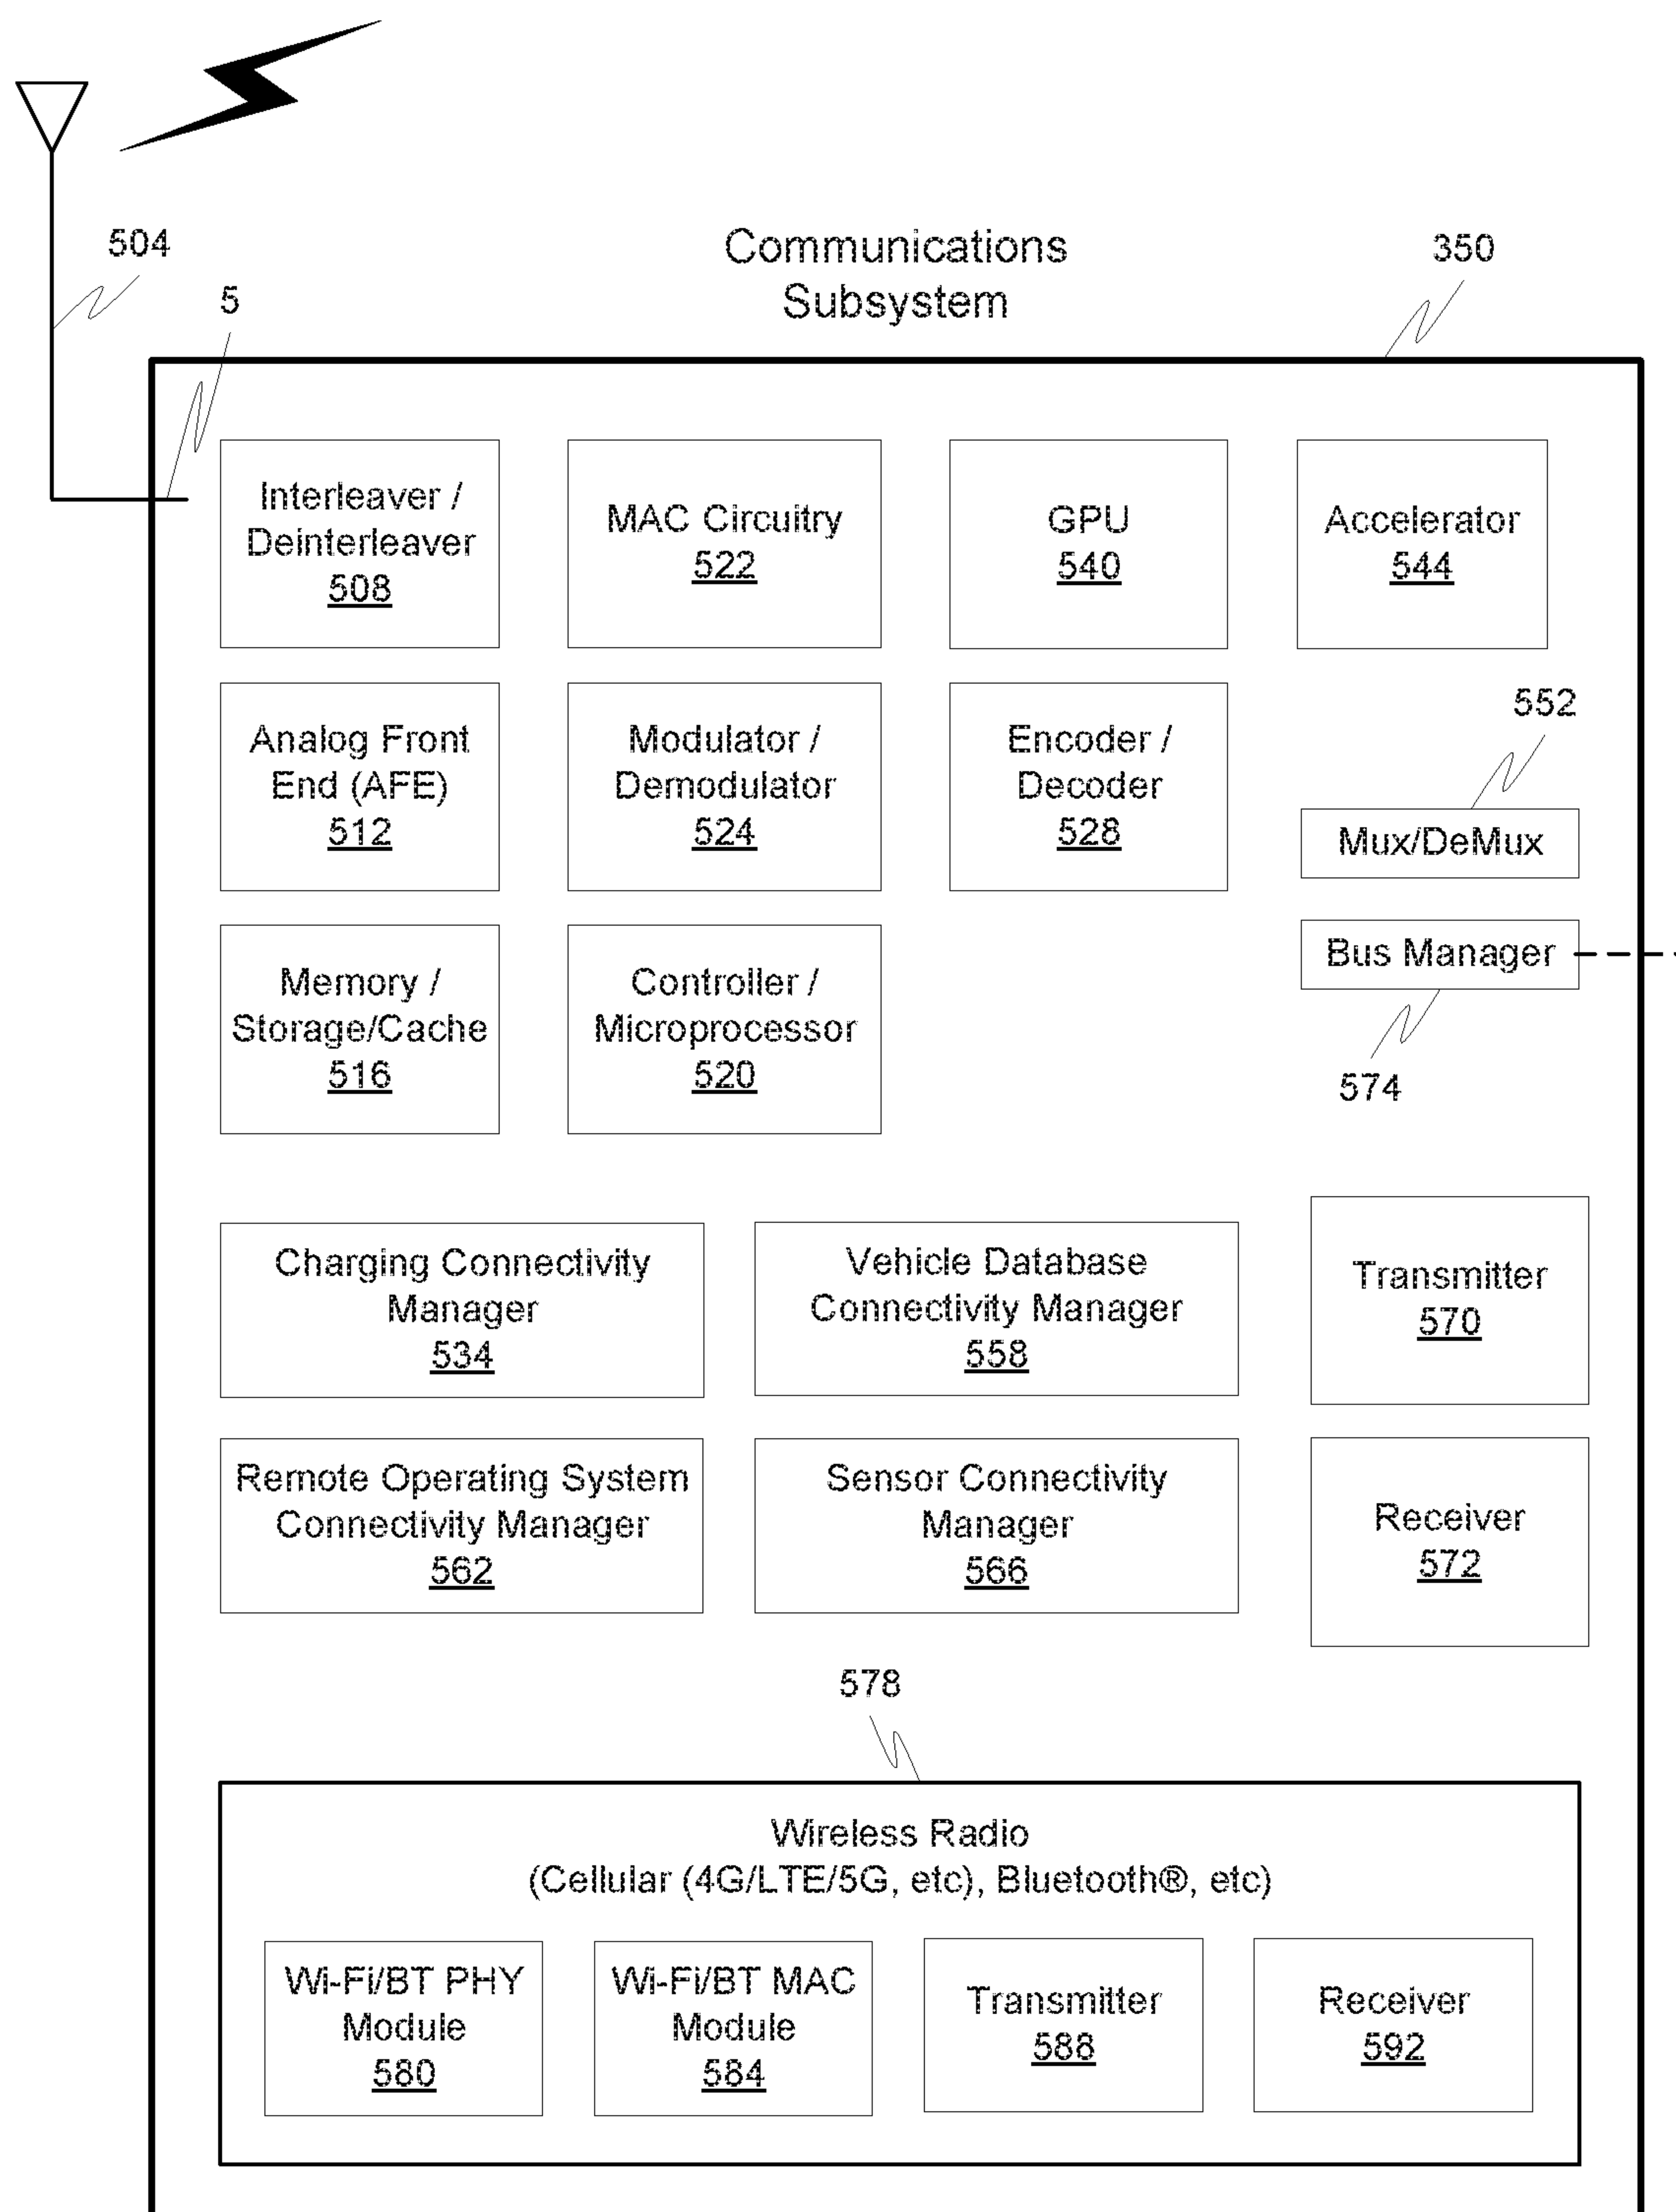 504
5
Communications
Subsystem
350
Interleaver /
Deinterleaver
508
MAC Circuitry
522
GPU
540
Accelerator
544
Analog Front
End (AFE)
512
Modulator /
Demodulator
524
Encoder /
Decoder
528
552
Mux/DeMux
Bus Manager
574
Memory /
Storage/Cache
516
Controller /
Microprocessor
520
Charging Connectivity
Manager
534
Vehicle Database
Connectivity Manager
558
Transmitter
570
Remote Operating System
Connectivity Manager
562
Sensor Connectivity
Manager
566
Receiver
572
578
Wireless Radio
(Cellular (4G/LTE/5G, etc), Bluetooth®, etc)
Wi-Fi/BT PHY
Module
580
Wi-Fi/BT MAC
Module
584
Transmitter
588
Receiver
592